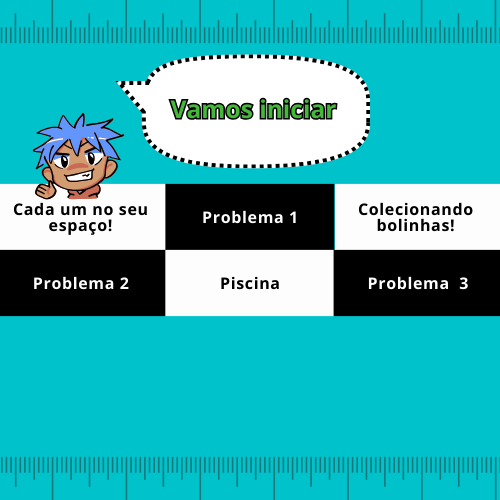 Vamos iniciar
Cada um no seu
espaço!
Problema 1
Colecionando
bolinhas!
Problema 2
Piscina
Problema  3